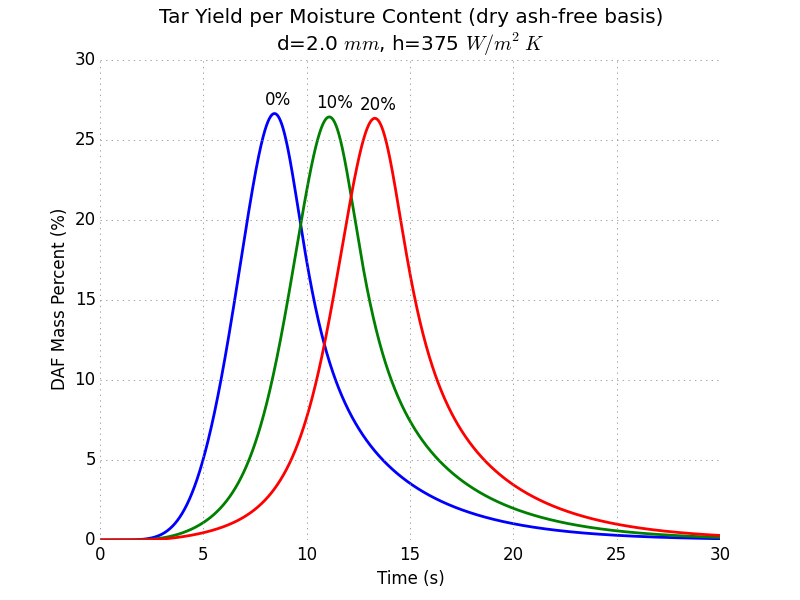 Tar Yield per Moisture Content (dry ash-free basis)
d=2.0 mm, h=375 W/m² K
30
25
20
15
10
5
0
DAF Mass Percent (%)
0%
10%
20%
0 5 10 15 20 25 30
Time (s)